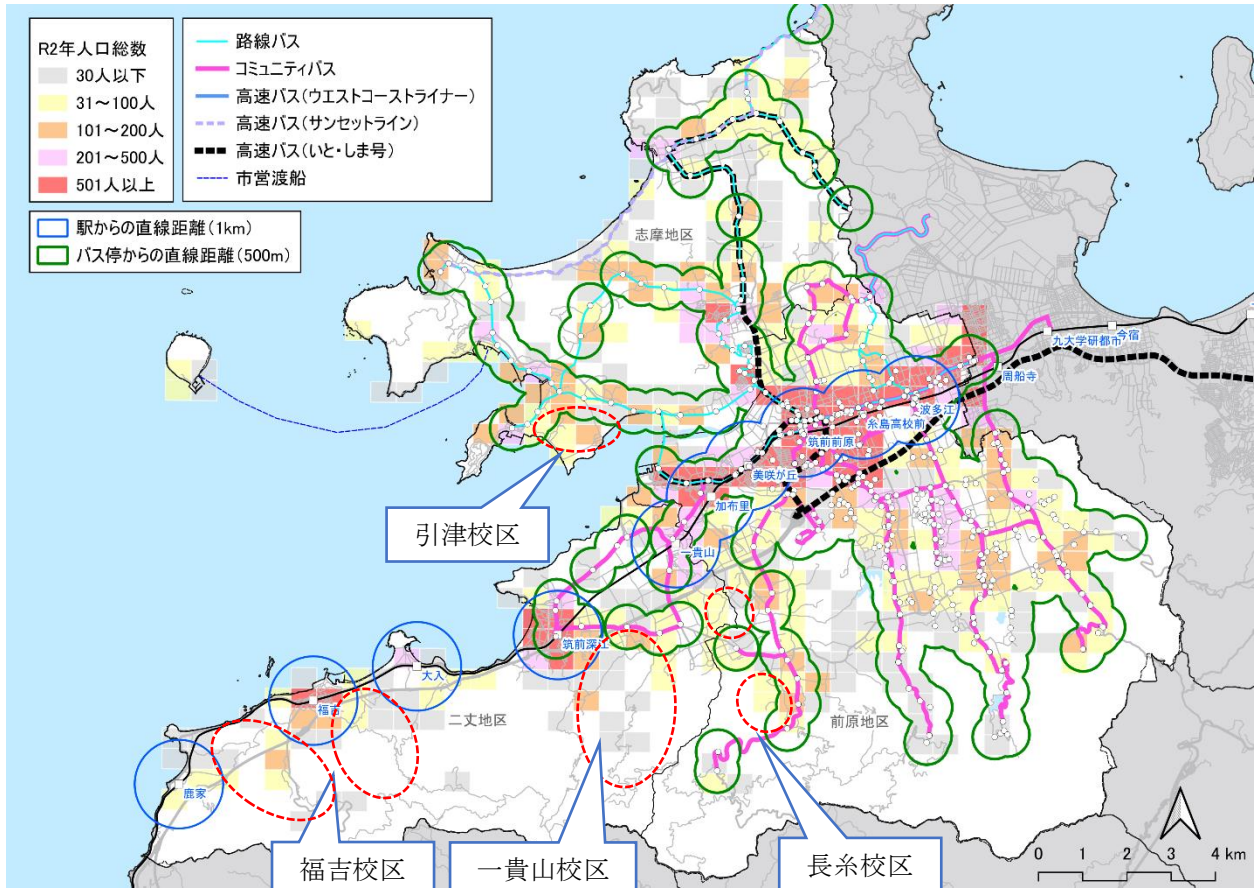 R2年人口総数
30人以下
31~100人
101~200人
201~500人
501人以上
路線バス
コミュニティバス
高速バス(ウエストコーストライナー)
高速バス(サンセットライン)
高速バス(いと・しま号)
市営渡船
駅からの直線距離(1km)
バス停からの直線距離(500m)
志摩地区
九大学研都市
今宿
周船寺
波多江
糸島高校前
筑前前原
美咲が丘
加布里
引津校区
一貴山
筑前深江
大入
福吉
二丈地区
前原地区
鹿家
福吉校区
一貴山校区
長糸校区
0 1 2 3 4 km